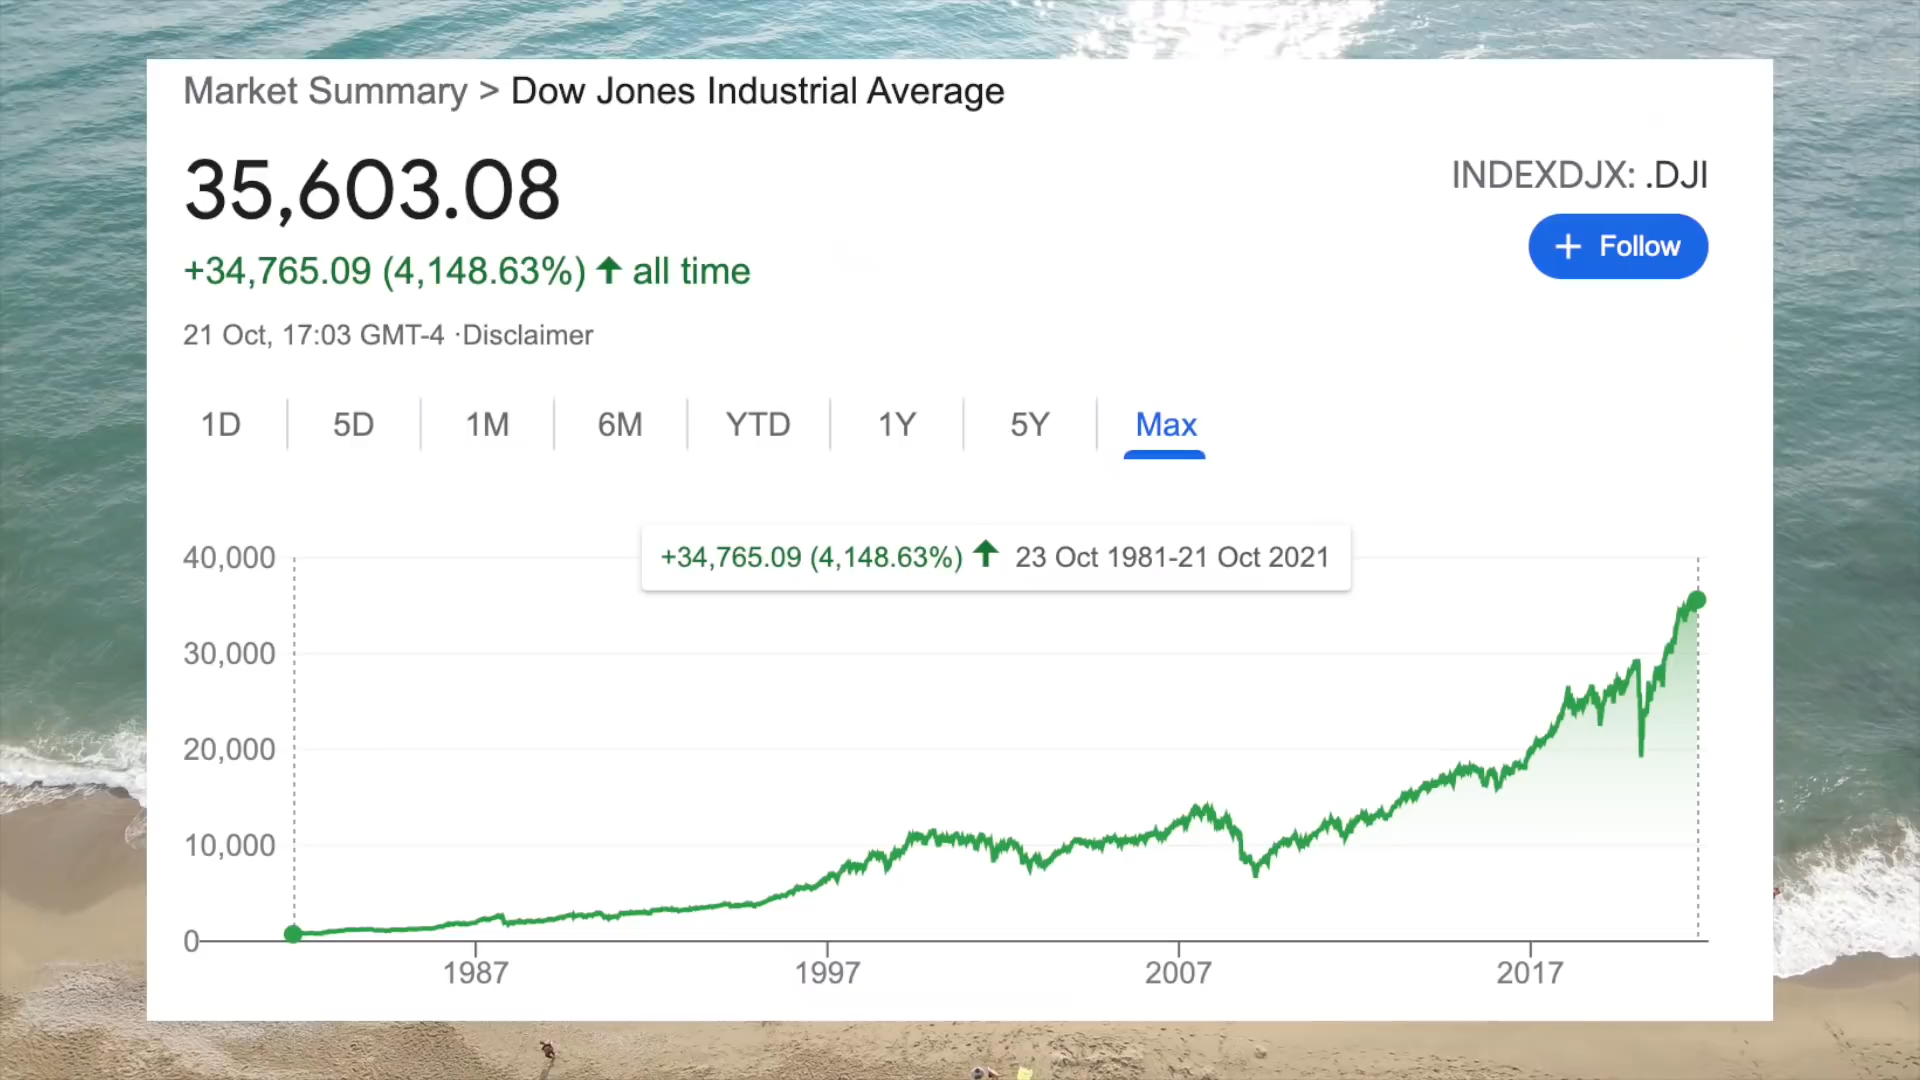 Market Summary > Dow Jones Industrial Average
35,603.08
INDEXDJX: .DJI
+ Follow
+34,765.09 (4,148.63%) ↑ all time
21 Oct, 17:03 GMT-4 ·Disclaimer
1D 5D 1M 6M YTD 1Y 5Y Max
+34,765.09 (4,148.63%) ↑ 23 Oct 1981-21 Oct 2021
40,000
30,000
20,000
10,000
0
1987 1997 2007 2017